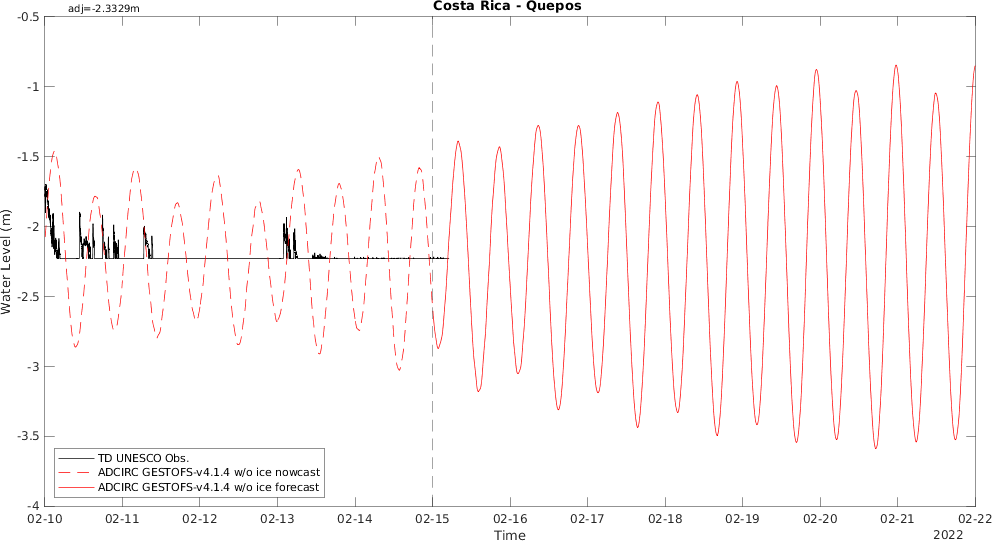 Costa Rica - Quepos
adj=-2.3329m
-0.5
-1
-1.5
-2
-2.5
-3
-3.5
-4
Water Level (m)
TD UNESCO Obs.
ADCIRC GESTOFS-v4.1.4 w/o ice nowcast
ADCIRC GESTOFS-v4.1.4 w/o ice forecast
02-10 02-11 02-12 02-13 02-14 02-15 02-16 02-17 02-18 02-19 02-20 02-21 02-22
Time
2022